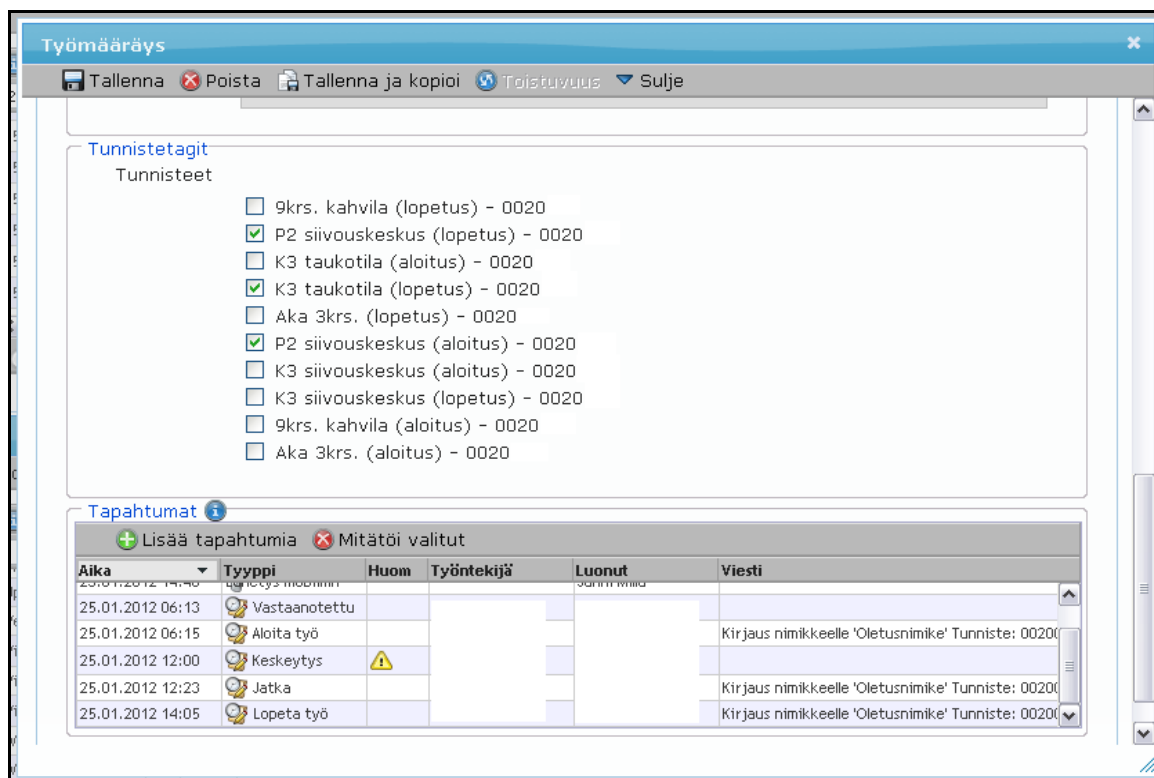 Työmääräys
Tallenna Poista Tallenna ja kopioi Toistuvuus Sulje
Tunnistetagit
Tunnisteet
9krs. kahvila (lopetus) - 0020
P2 siivouskeskus (lopetus) - 0020
K3 taukotila (aloitus) - 0020
K3 taukotila (lopetus) - 0020
Aka 3krs. (lopetus) - 0020
P2 siivouskeskus (aloitus) - 0020
K3 siivouskeskus (aloitus) - 0020
K3 siivouskeskus (lopetus) - 0020
9krs. kahvila (aloitus) - 0020
Aka 3krs. (aloitus) - 0020
Tapahtumat
Lisää tapahtumia Mitätöi valitut
Aika Tyyppi Huom Työntekijä Luonut Viesti
25.01.2012 06:13 Vastaanotettu
25.01.2012 06:15 Aloita työ Kirjaus nimikkeelle 'Oletusnimike' Tunniste: 0020
25.01.2012 12:00 Keskeytys
25.01.2012 12:23 Jatka Kirjaus nimikkeelle 'Oletusnimike' Tunniste: 0020
25.01.2012 14:05 Lopeta työ Kirjaus nimikkeelle 'Oletusnimike' Tunniste: 0020